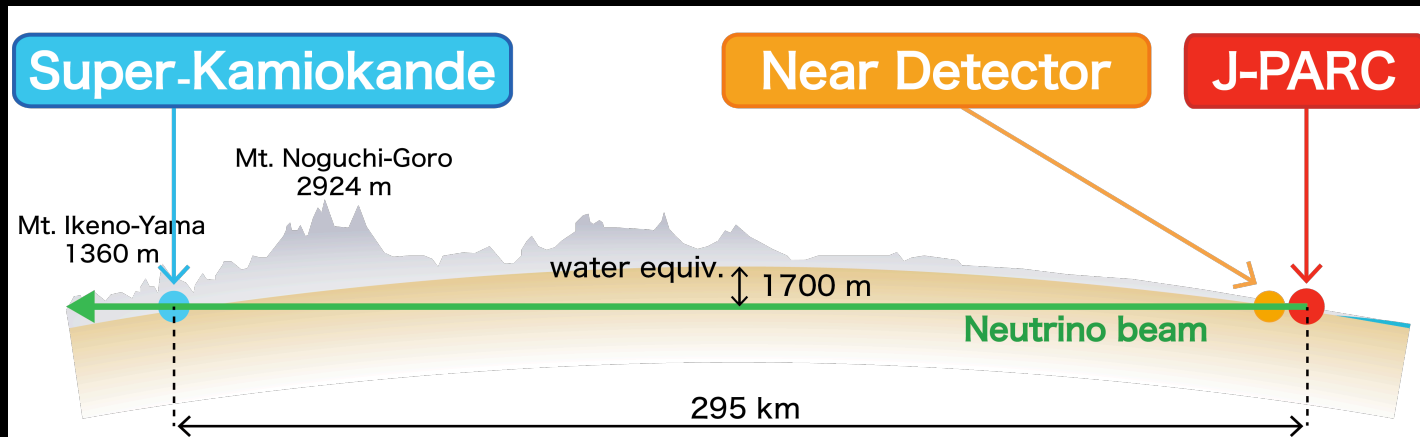 Super-Kamiokande
Near Detector
J-PARC
Mt. Noguchi-Goro
2924 m
Mt. Ikeno-Yama
1360 m
water equiv.
1700 m
Neutrino beam
295 km